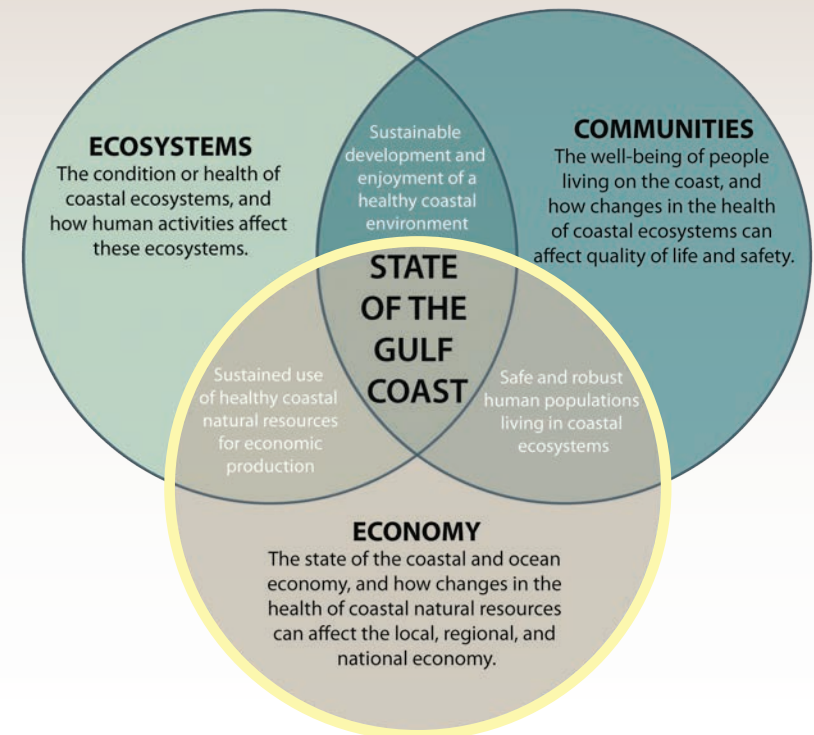 ECOSYSTEMS
The condition or health of
coastal ecosystems, and
how human activities affect
these ecosystems.
Sustainable
development and
enjoyment of a
healthy coastal
environment
COMMUNITIES
The well-being of people
living on the coast, and
how changes in the health
of coastal ecosystems can
affect quality of life and safety.
STATE
OF THE
GULF
COAST
Sustained use
of healthy coastal
natural resources
for economic
production
Safe and robust
human populations
living in coastal
ecosystems
ECONOMY
The state of the coastal and ocean
economy, and how changes in the
health of coastal natural resources
can affect the local, regional, and
national economy.